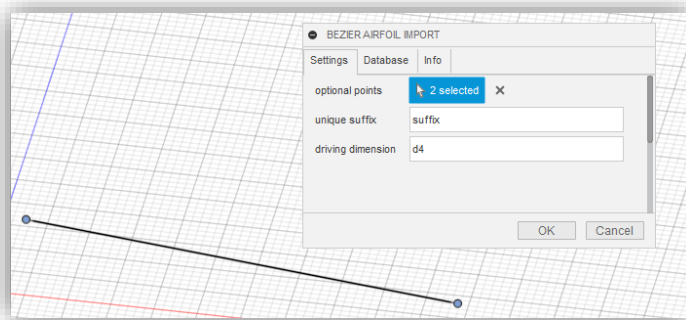 BEZIER AIRFOIL IMPORT
Settings Database Info
optional points 2 selected
unique suffix suffix
driving dimension d4
OK Cancel